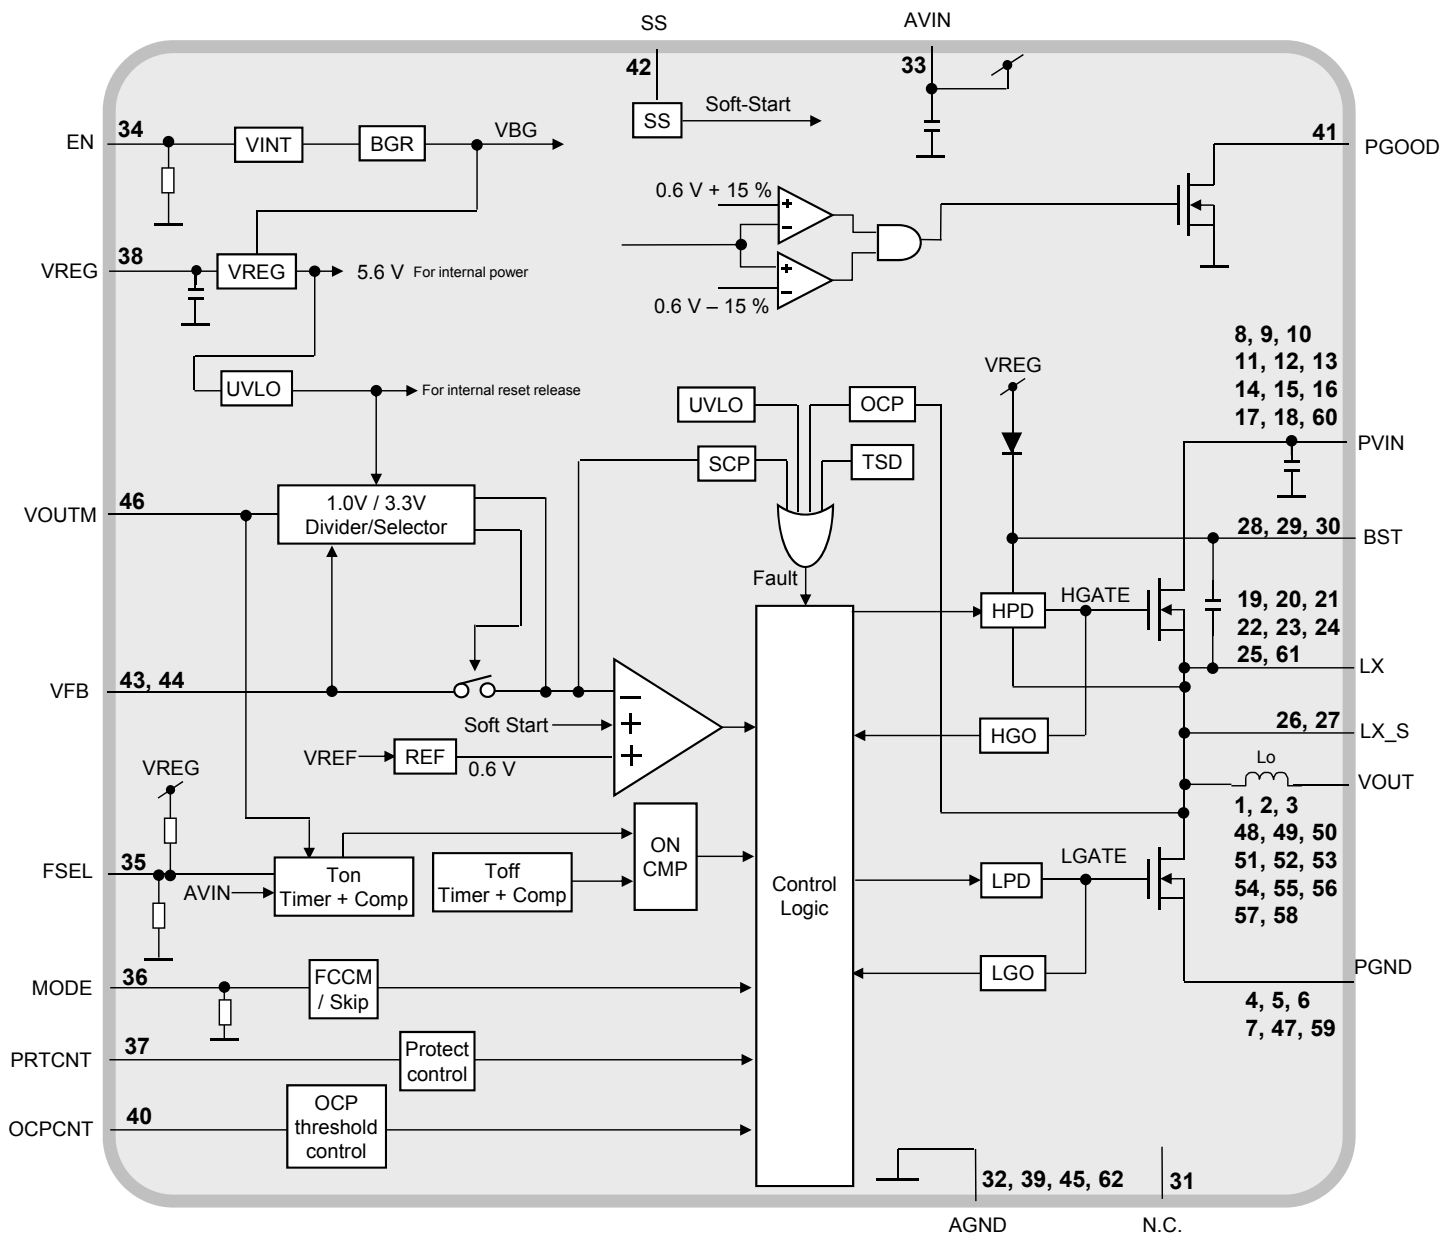 SS
AVIN
42
33
SS
Soft-Start
EN
34
VINT
BGR
VBG
41
PGOOD
0.6 V + 15 %
0.6 V – 15 %
+
−
+
−
VREG
38
VREG
5.6 V For internal power
UVLO
For internal reset release
UVLO
OCP
SCP
TSD
VREG
8, 9, 10
11, 12, 13
14, 15, 16
17, 18, 60
PVIN
VOUTM
46
1.0V / 3.3V
Divider/Selector
28, 29, 30
BST
Fault
HPD
HGATE
19, 20, 21
22, 23, 24
25, 61
LX
VFB
43, 44
−
+
+
Soft Start
VREF
REF
0.6 V
HGO
26, 27
LX_S
Lo
VOUT
1, 2, 3
48, 49, 50
51, 52, 53
54, 55, 56
57, 58
VREG
FSEL
35
AVIN
Ton
Timer + Comp
Toff
Timer + Comp
ON
CMP
Control
Logic
LPD
LGATE
LGO
PGND
4, 5, 6
7, 47, 59
MODE
36
FCCM
/ Skip
PRTCNT
37
Protect
control
OCPCNT
40
OCP
threshold
control
32, 39, 45, 62
31
AGND
N.C.